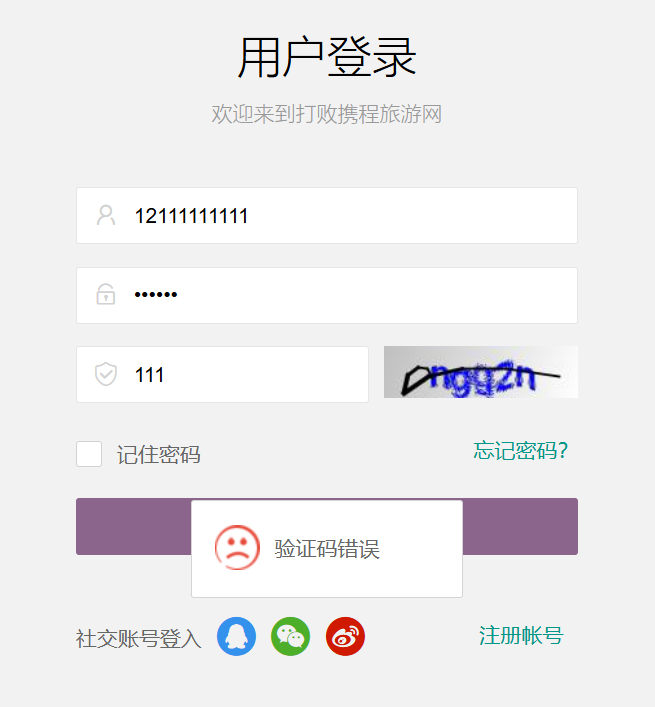 用户登录
欢迎来到打败携程旅游网
12111111111
••••••
111
记住密码
忘记密码?
验证码错误
社交账号登入
注册帐号